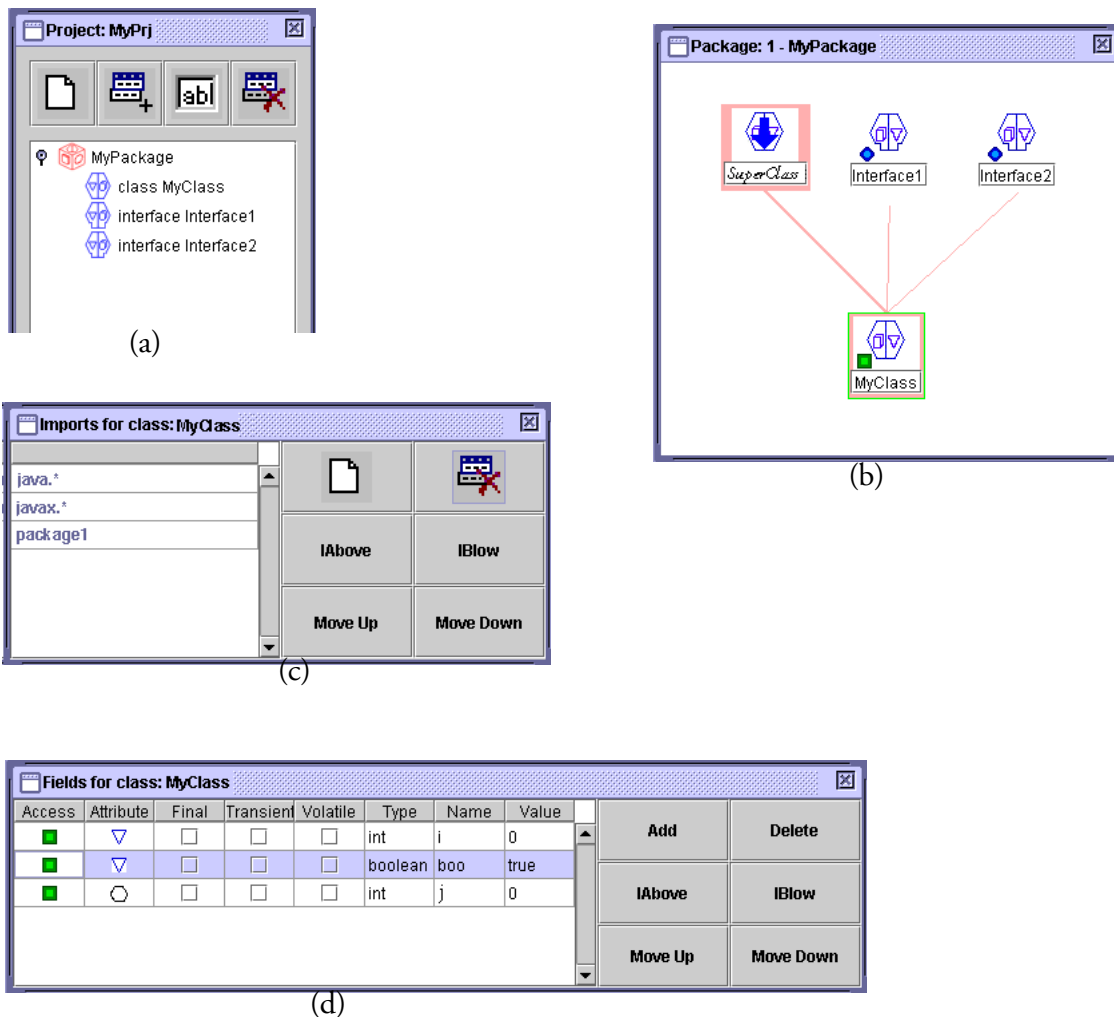 Project: MyPrj
abl
MyPackage
class MyClass
interface Interface1
interface Interface2
(a)
Package: 1 - MyPackage
SuperClass
Interface1
Interface2
MyClass
(b)
Imports for class: MyClass
java.*
javax.*
package1
IAbove
IBlow
Move Up
Move Down
(c)
Fields for class: MyClass
Access Attribute Final Transient Volatile Type Name Value
int i 0
boolean boo true
int j 0
Add Delete
IAbove IBlow
Move Up Move Down
(d)